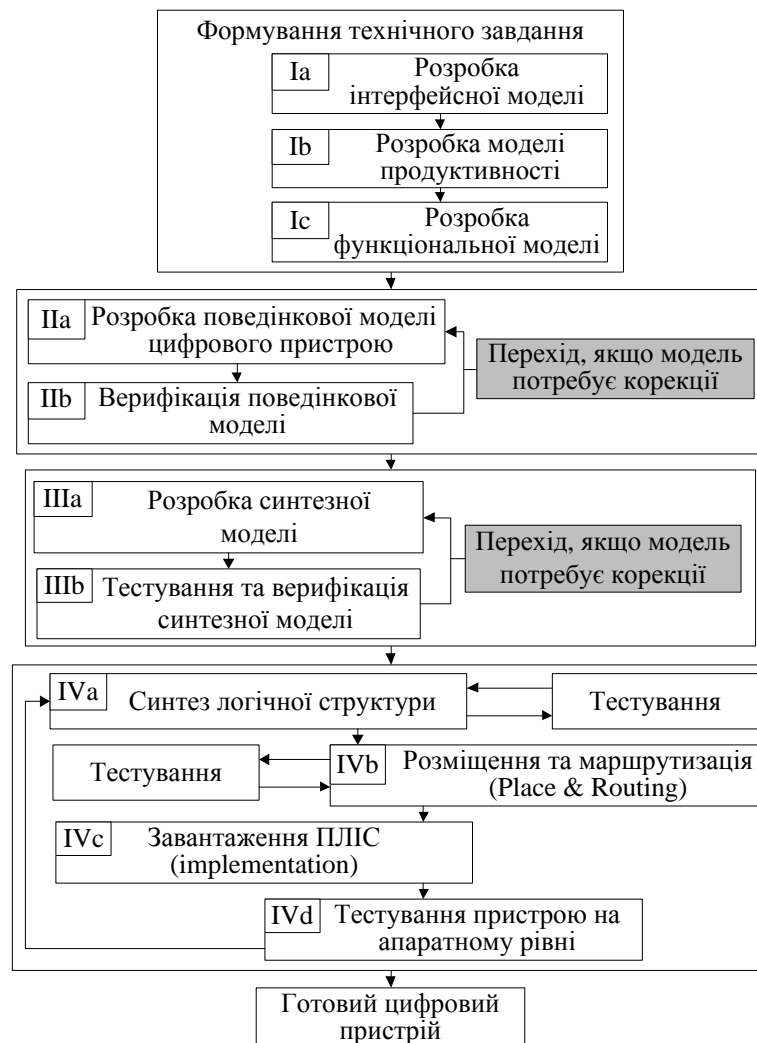 Формування технічного завдання
Ia
Розробка
інтерфейсної моделі
Ib
Розробка моделі
продуктивності
Ic
Розробка
функціональної моделі
IIa
Розробка поведінкової моделі
цифрового пристрою
IIb
Верифікація поведінкової
моделі
Перехід, якщо модель
потребує корекції
IIIa
Розробка синтезної
моделі
IIIb
Тестування та верифікація
синтезної моделі
Перехід, якщо модель
потребує корекції
IVa
Синтез логічної структури
Тестування
Тестування
IVb
Розміщення та маршрутизація
(Place & Routing)
IVc
Завантаження ПЛІС
(implementation)
IVd
Тестування пристрою на
апаратному рівні
Готовий цифровий
пристрій